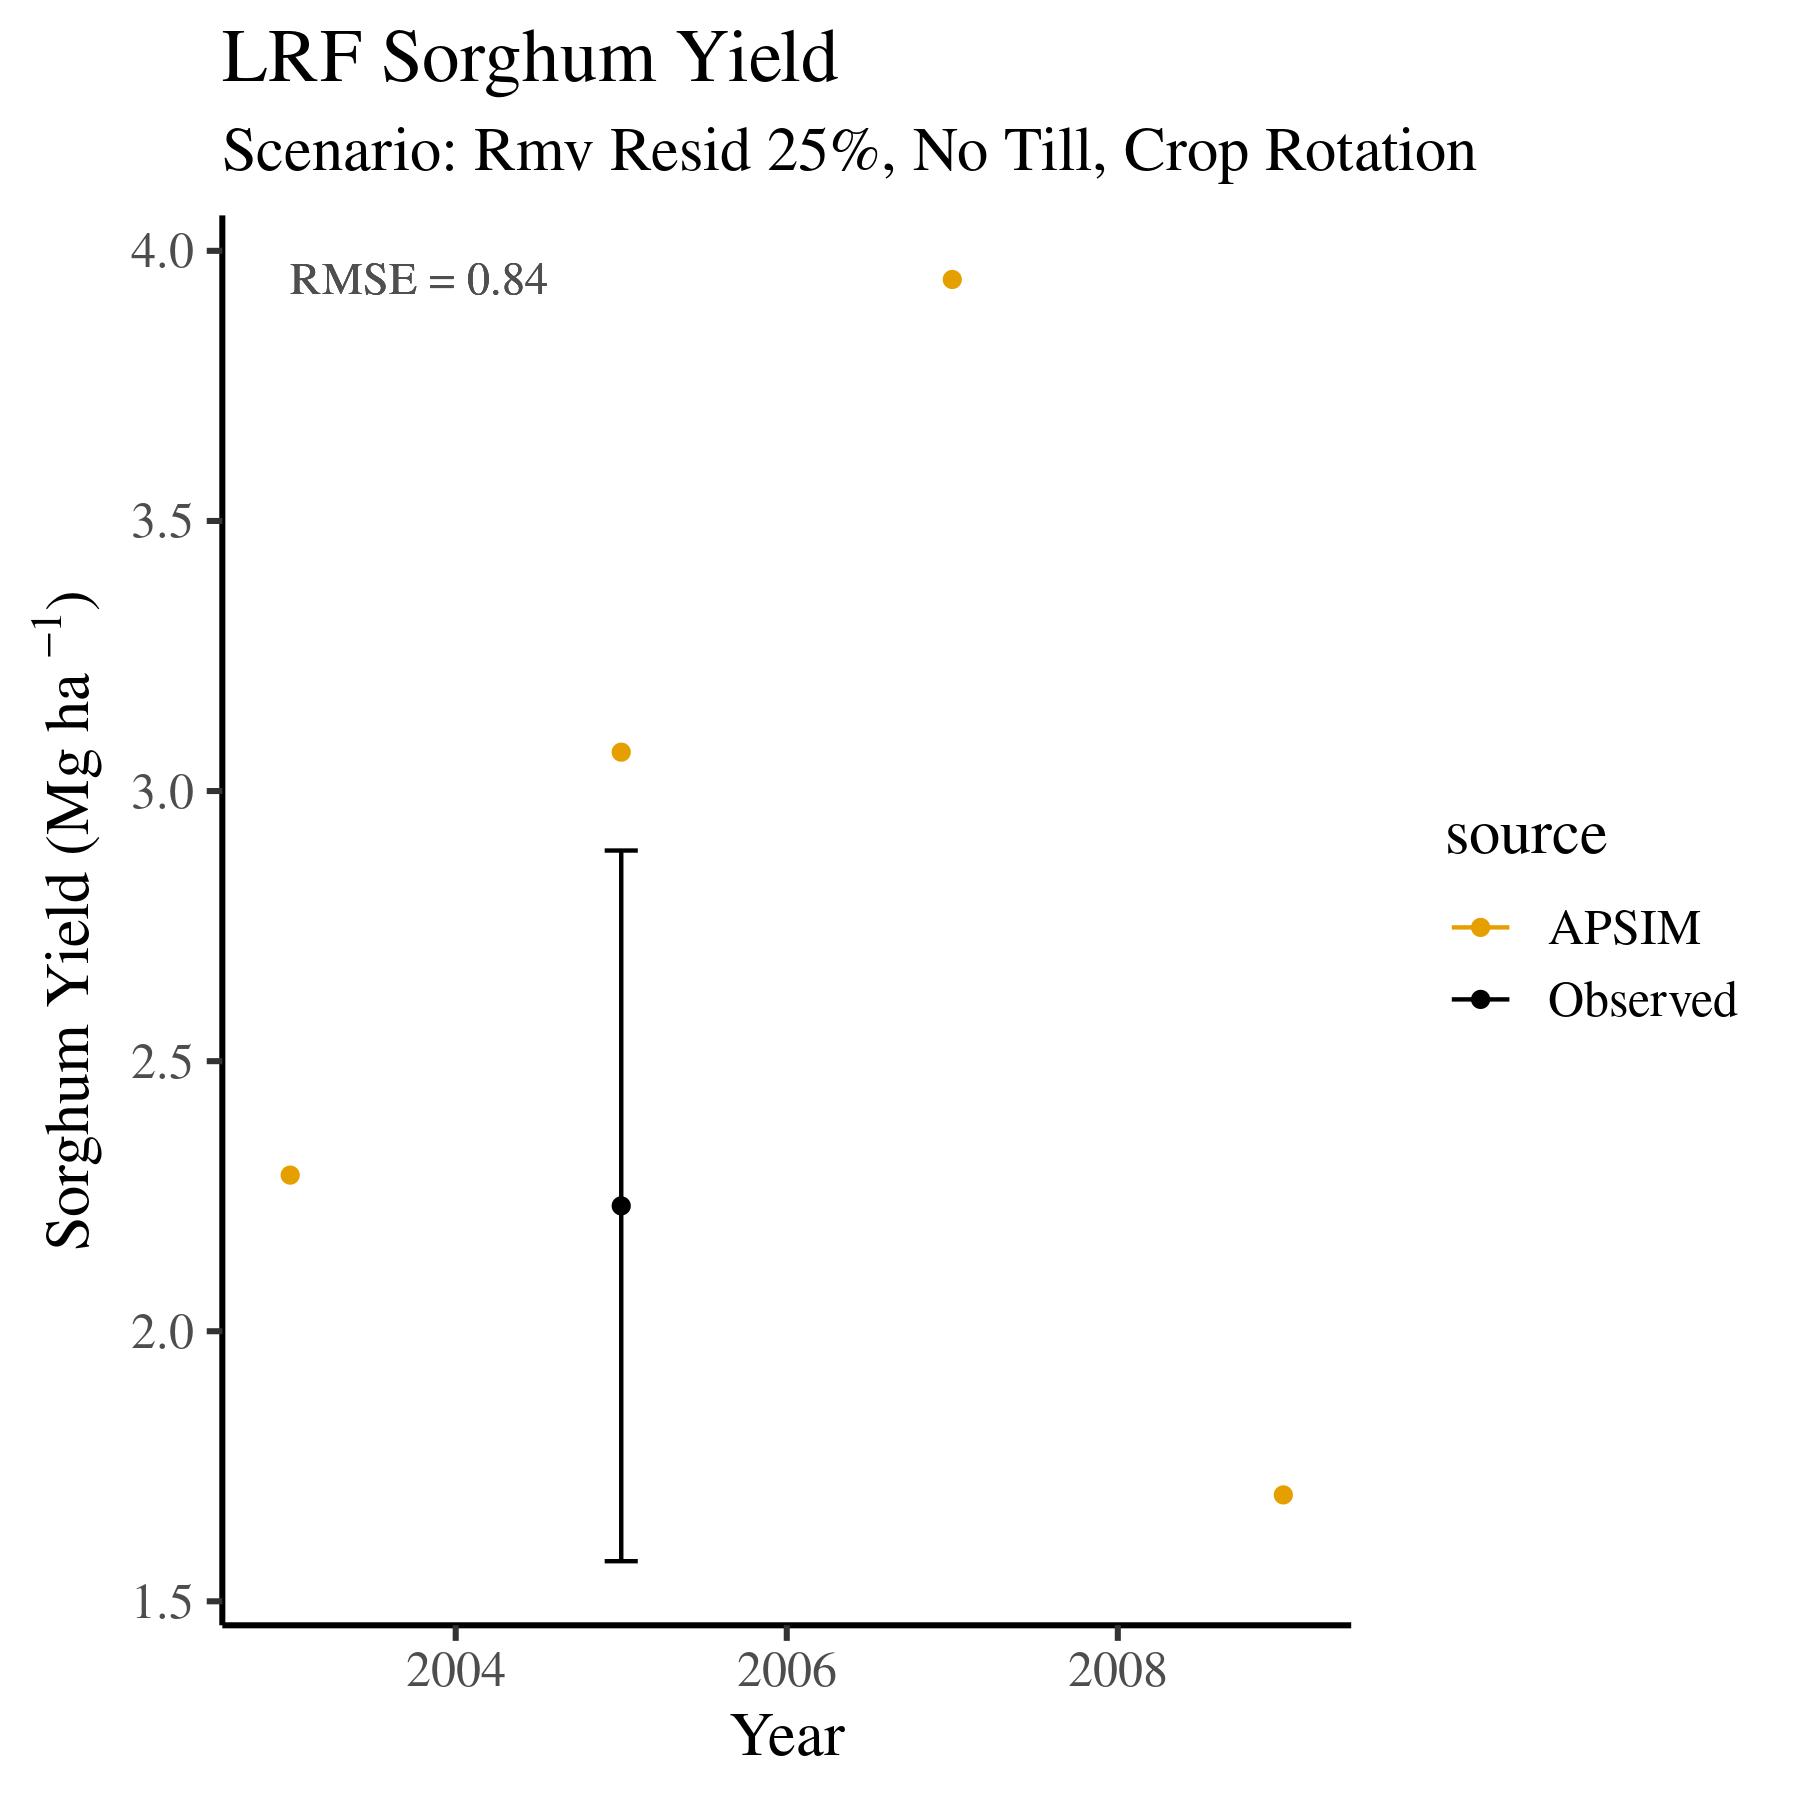 LRF Sorghum Yield
Scenario: Rmv Resid 25%, No Till, Crop Rotation
RMSE = 0.84
4.0
3.5
3.0
2.5
2.0
1.5
Sorghum Yield (Mg ha −1)
2004 2006 2008
Year
source
APSIM
Observed